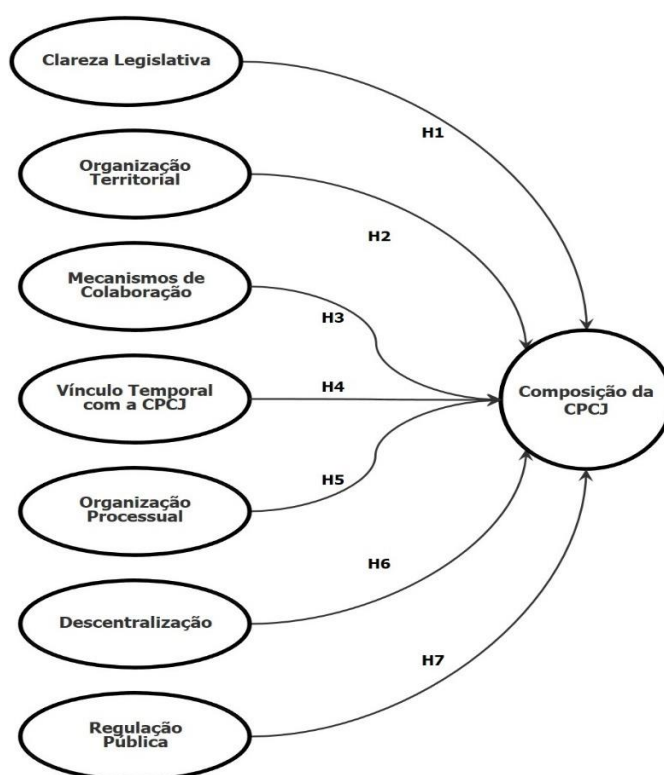 Clareza Legislativa
H1
Organização
Territorial
H2
Mecanismos de
Colaboração
H3
Vínculo Temporal
com a CPCJ
H4
Composição da
CPCJ
Organização
Processual
H5
Descentralização
H6
Regulação
Pública
H7